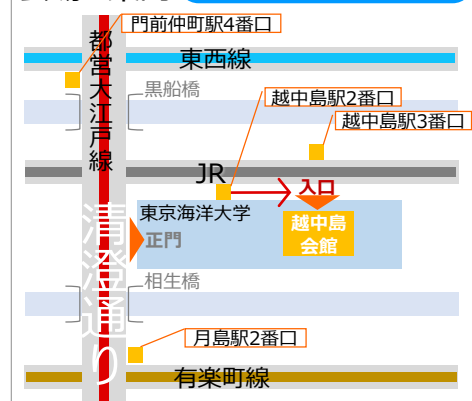 門前仲町駅4番口
都営大江戸線
東西線
黒船橋
越中島駅2番口
越中島駅3番口
JR
入口
東京海洋大学
正門
越中島
会館
清澄通り
相生橋
月島駅2番口
有楽町線